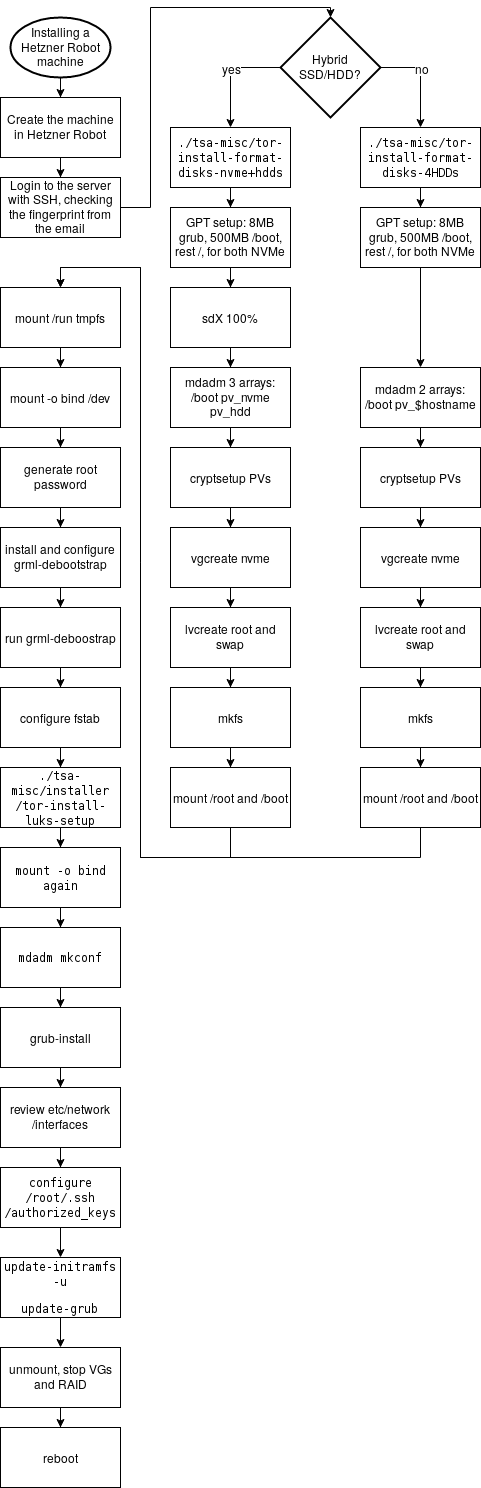 Installing a
Hetzner Robot
machine
Create the machine
in Hetzner Robot
Login to the server
with SSH, checking
the fingerprint from
the email
Hybrid
SSD/HDD?
yes
no
./tsa-misc/tor-
install-format-
disks-nvme+hdds
GPT setup: 8MB
grub, 500MB /boot,
rest /, for both NVMe
sdX 100%
mdadm 3 arrays:
/boot pv_nvme
pv_hdd
cryptsetup PVs
vgcreate nvme
lvcreate root and
swap
mkfs
mount /root and /boot
./tsa-misc/tor-
install-format-
disks-4HDDs
GPT setup: 8MB
grub, 500MB /boot,
rest /, for both NVMe
mdadm 2 arrays:
/boot pv_$hostname
cryptsetup PVs
vgcreate nvme
lvcreate root and
swap
mkfs
mount /root and /boot
mount /run tmpfs
mount -o bind /dev
generate root
password
install and configure
grml-debootstrap
run grml-deboostrap
configure fstab
./tsa-
misc/installer
/tor-install-
luks-setup
mount -o bind
again
mdadm mkconf
grub-install
review etc/network
/interfaces
configure
/root/.ssh
/authorized_keys
update-initramfs
-u
update-grub
unmount, stop VGs
and RAID
reboot